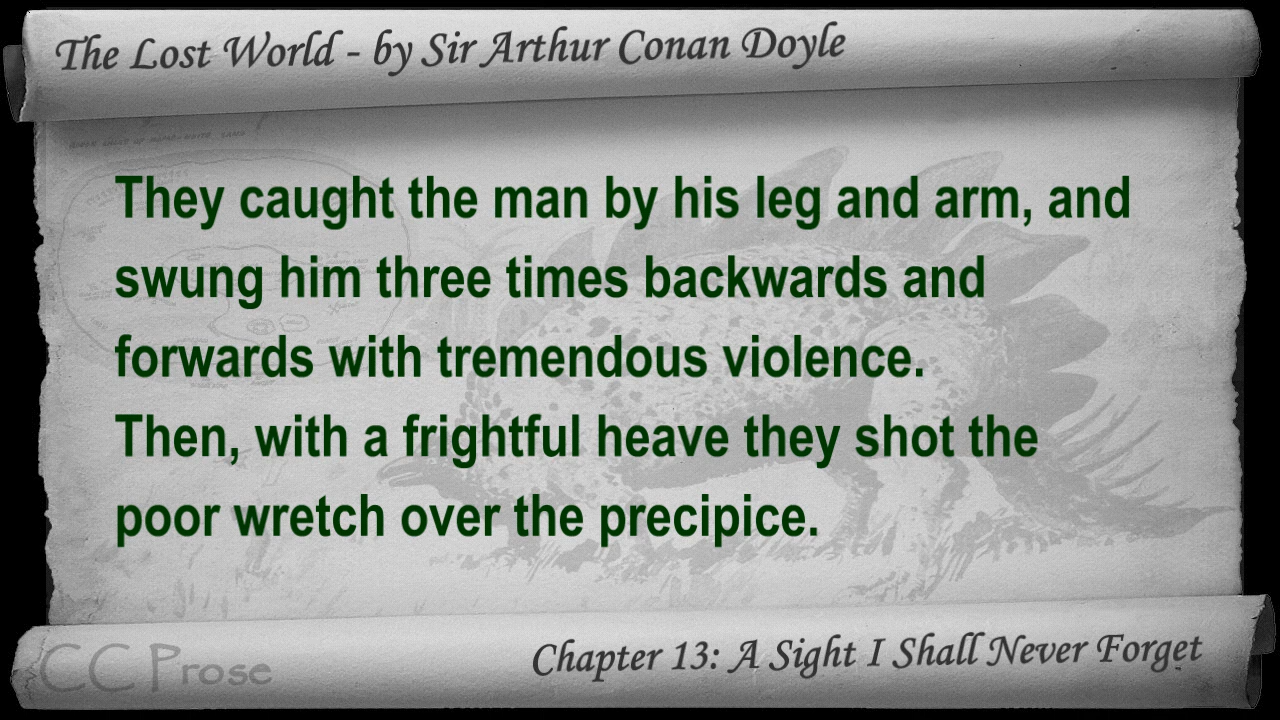 The Lost World - by Sir Arthur Conan Doyle
They caught the man by his leg and arm, and
swung him three times backwards and
forwards with tremendous violence.
Then, with a frightful heave they shot the
poor wretch over the precipice.
CC Prose
Chapter 13: A Sight I Shall Never Forget